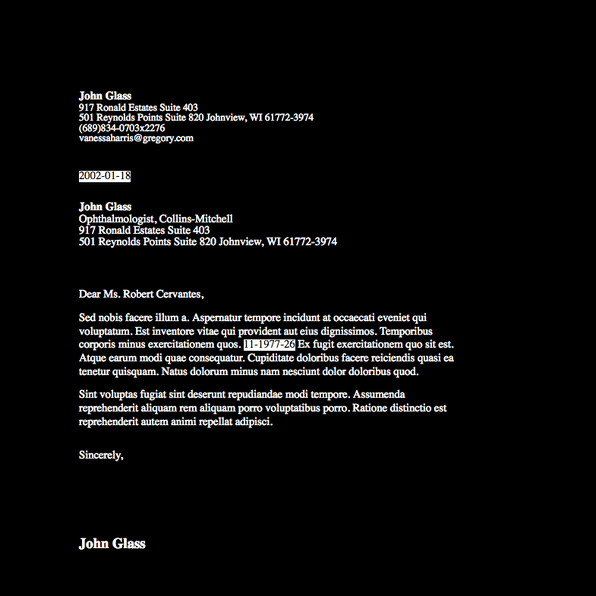 John Glass
917 Ronald Estates Suite 403
501 Reynolds Points Suite 820 Johnview, WI 61772-3974
(689)834-0703x2276
vanessaharris@gregory.com
2002-01-18
John Glass
Ophthalmologist, Collins-Mitchell
917 Ronald Estates Suite 403
501 Reynolds Points Suite 820 Johnview, WI 61772-3974
Dear Ms. Robert Cervantes,
Sed nobis facere illum a. Aspernatur tempore incidunt at occaecati eveniet qui
voluptatum. Est inventore vitae qui provident aut eius dignissimos. Temporibus
corporis minus exercitationem quos. 11-1977-26 Ex fugit exercitationem quo sit est.
Atque earum modi quae consequatur. Cupiditate doloribus facere reiciendis quasi ea
tenetur quisquam. Natus dolorum minus nam nesciunt dolor doloribus quod.
Sint voluptas fugiat sint deserunt repudiandae modi tempore. Assumenda
reprehenderit aliquam rem aliquam porro voluptatibus porro. Ratione distinctio est
reprehenderit autem animi repellat adipisci.
Sincerely,
John Glass